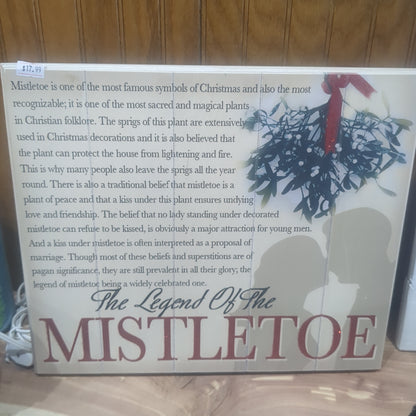 $17.99
Mistletoe is one of the most famous symbols of Christmas and also the most
recognizable; it is one of the most sacred and magical plants
in Christian folklore. The sprigs of this plant are extensively
used in Christmas decorations and it is also believed that
the plant can protect the house from lightening and fire.
This is why many people also leave the sprigs all the year
round. There is also a traditional belief that mistletoe is a
plant of peace and that a kiss under this plant ensures undying
love and friendship. The belief that no lady standing under decorated
mistletoe can refuse to be kissed, is obviously a major attraction for young men.
And a kiss under mistletoe is often interpreted as a proposal of
marriage. Though most of these beliefs and superstitions are of
pagan significance, they are still prevalent in all their glory; the
legend of mistletoe being a widely celebrated one.
The Legend Of The
MISTLETOE